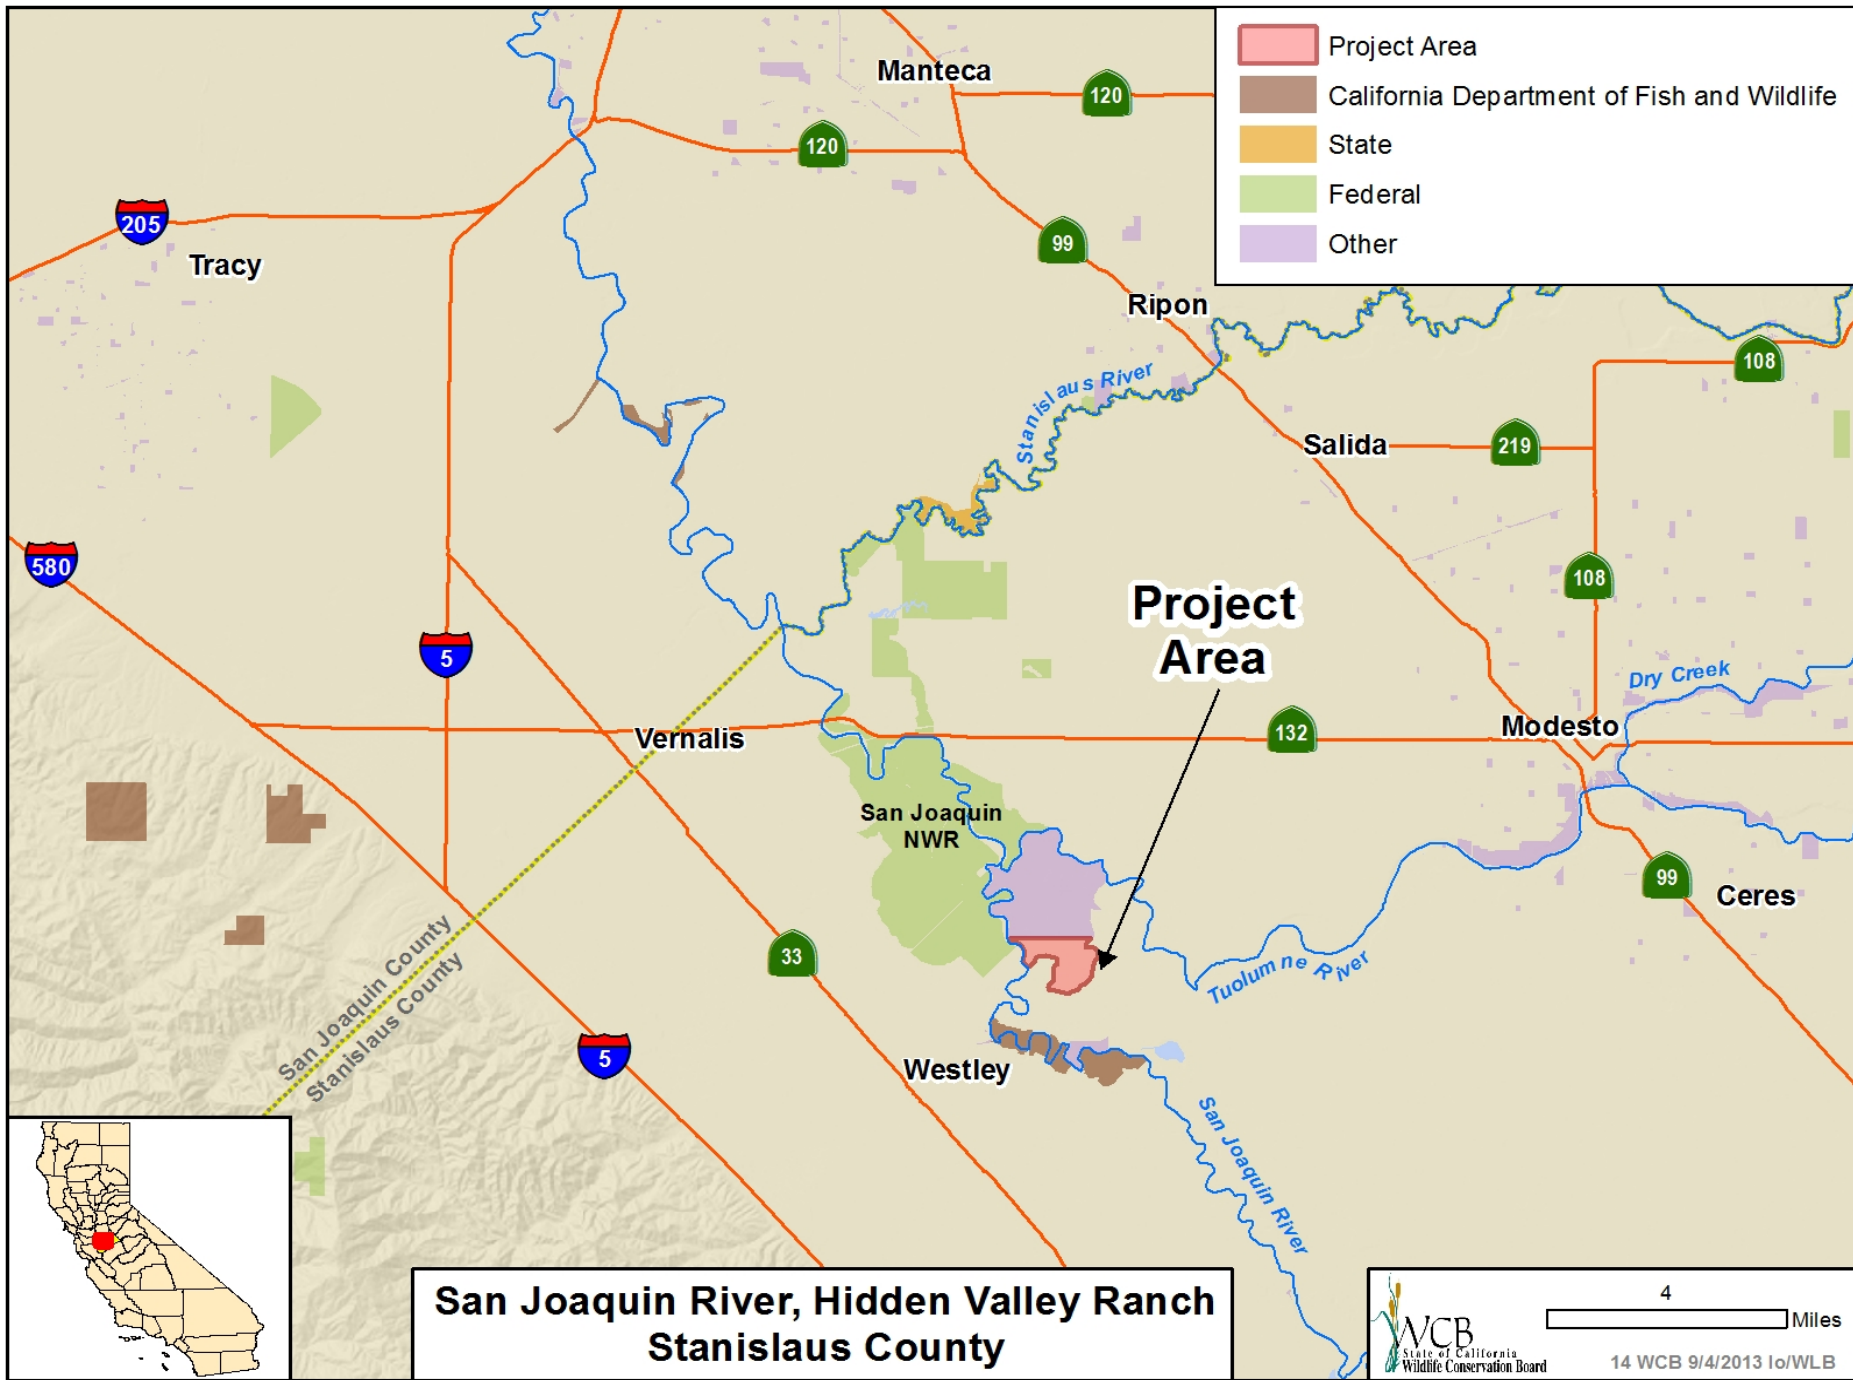 Project Area
California Department of Fish and Wildlife
State
Federal
Other
Manteca
120
120
205
Tracy
99
Ripon
108
Stanislaus River
Salida
219
580
108
5
Project
Area
Dry Creek
Modesto
132
Vernalis
San Joaquin
NWR
99
Ceres
33
San Joaquin County
Stanislaus County
Tuolumne River
5
Westley
San Joaquin River
San Joaquin River, Hidden Valley Ranch
Stanislaus County
4
Miles
WCB
State of California
Wildlife Conservation Board
14 WCB 9/4/2013 lo/WLB